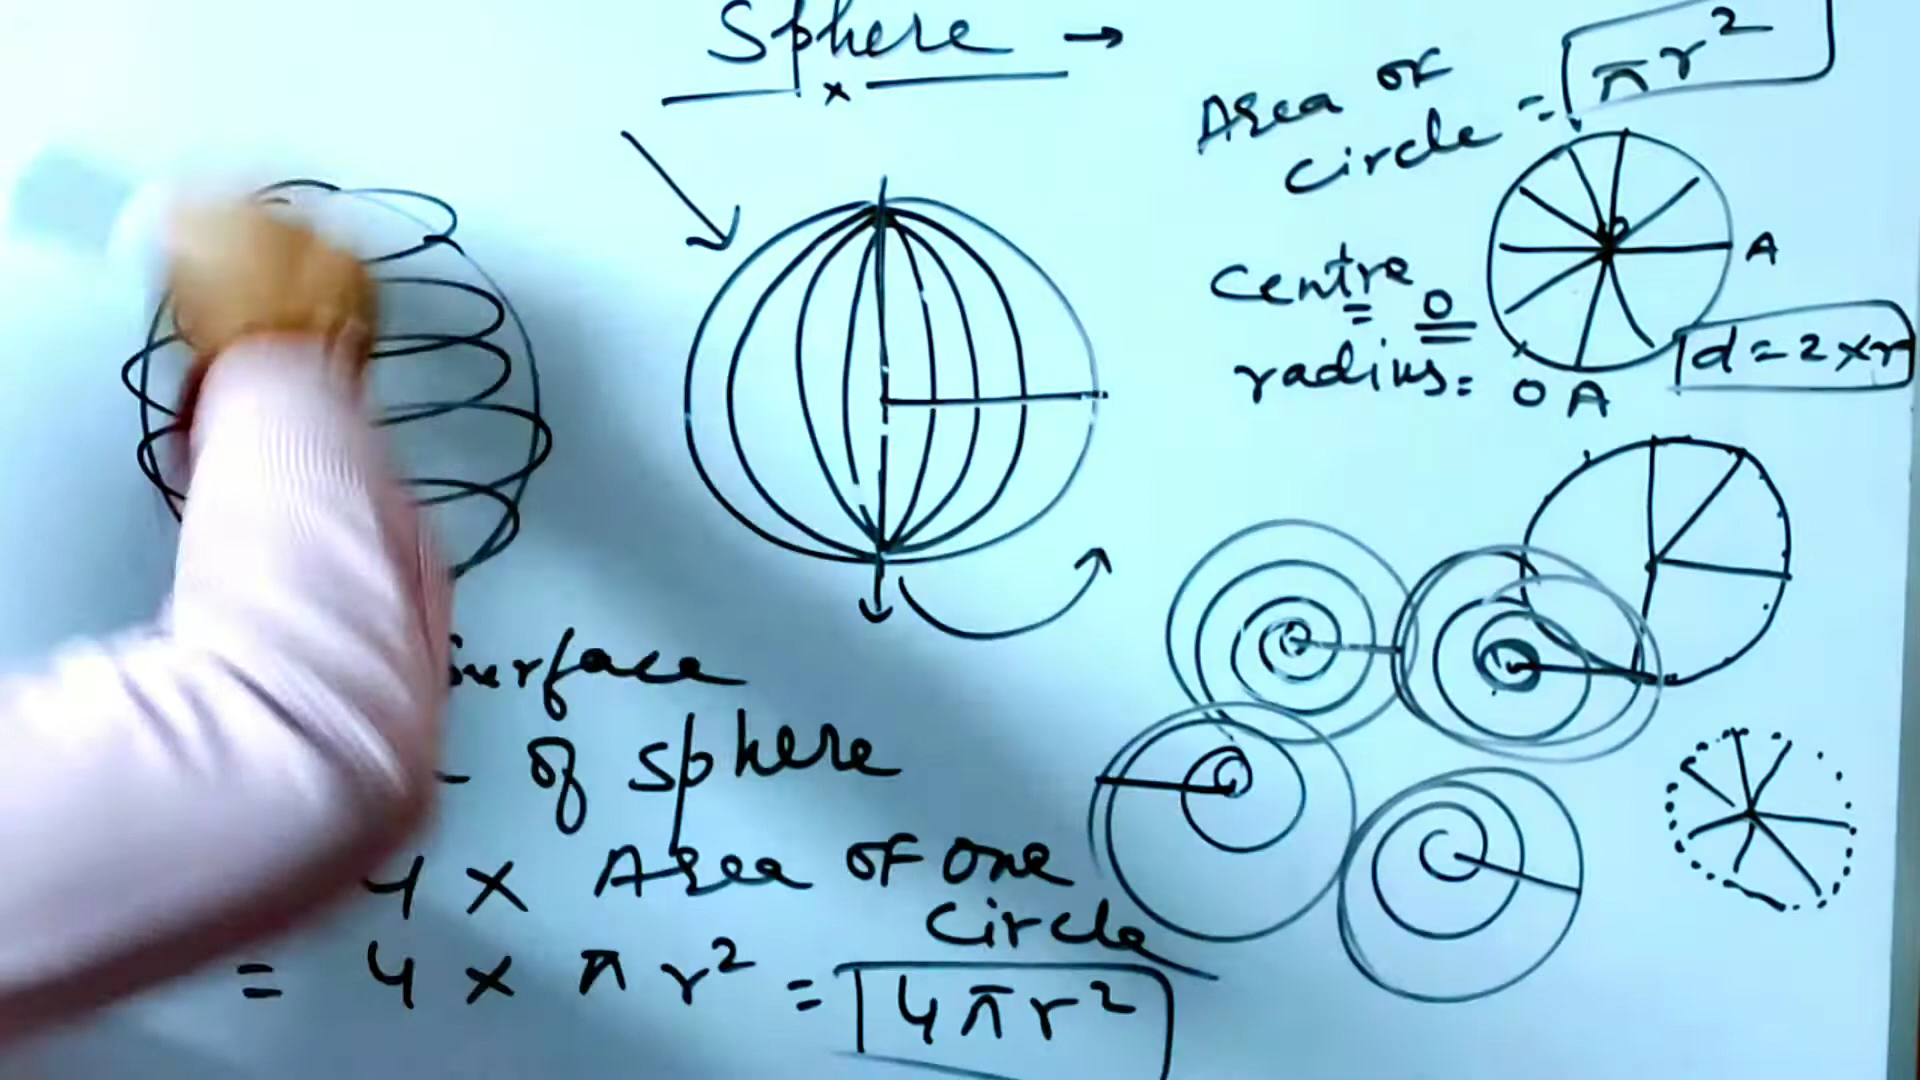 Sphere →
x
Area of
circle = πr²
A
Centre O
radius = OA
d = 2 × r
of sphere
4 × Area of one
circle
= 4 × πr² = 4πr²